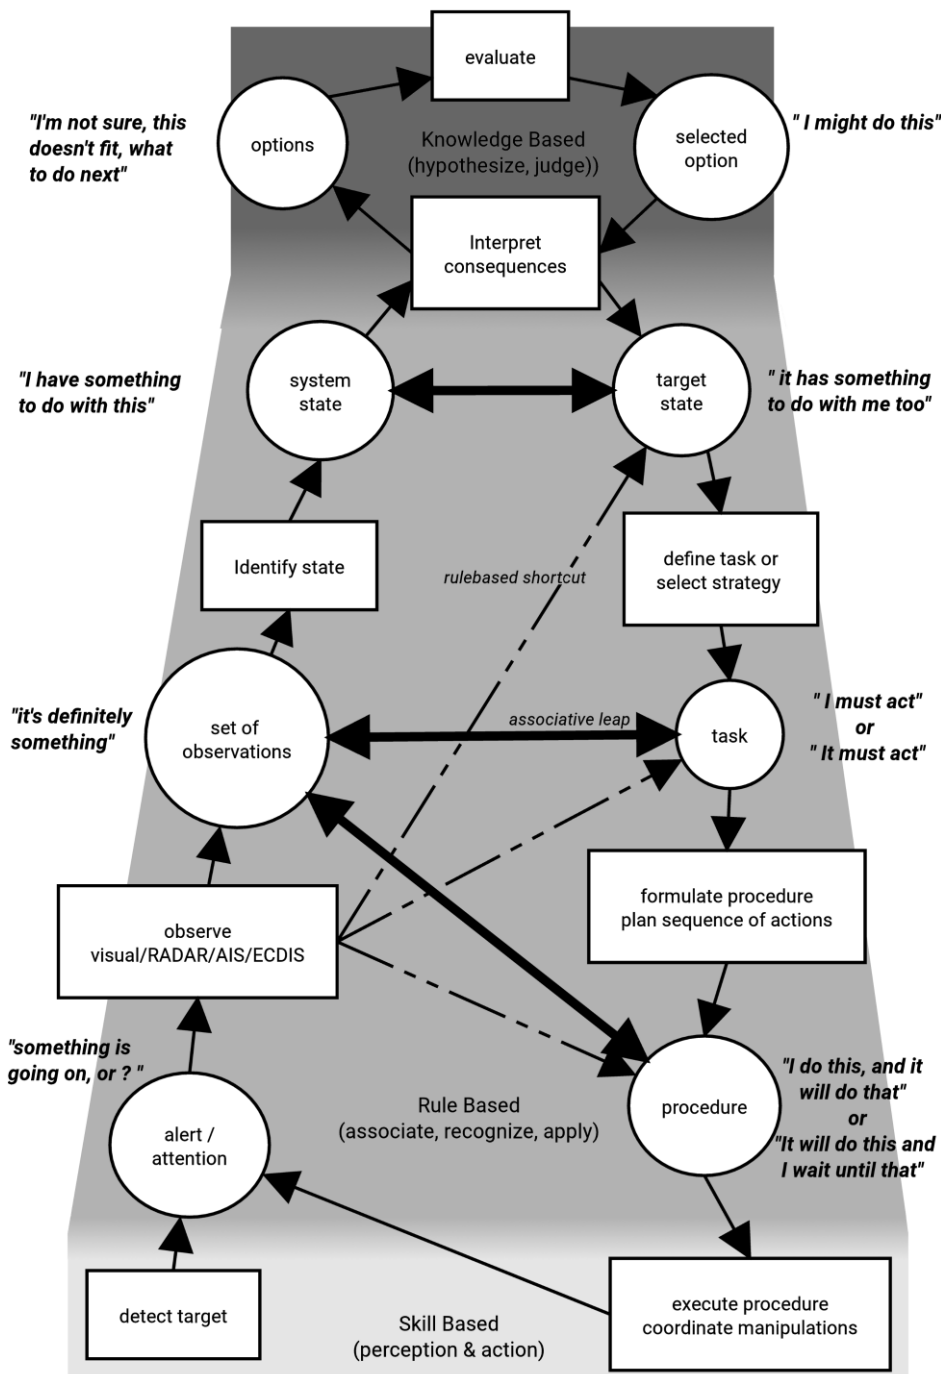 evaluate
"I'm not sure, this
doesn't fit, what
to do next"
options
Knowledge Based
(hypothesize, judge))
selected
option
" I might do this"
Interpret
consequences
"I have something
to do with this"
system
state
target
state
" it has something
to do with me too"
Identify state
rulebased shortcut
define task or
select strategy
"it's definitely
something"
set of
observations
associative leap
task
" I must act"
or
" It must act"
observe
visual/RADAR/AIS/ECDIS
formulate procedure
plan sequence of actions
"something is
going on, or ? "
alert /
attention
Rule Based
(associate, recognize, apply)
procedure
"I do this, and it
will do that"
or
"It will do this and
I wait until that"
detect target
Skill Based
(perception & action)
execute procedure
coordinate manipulations